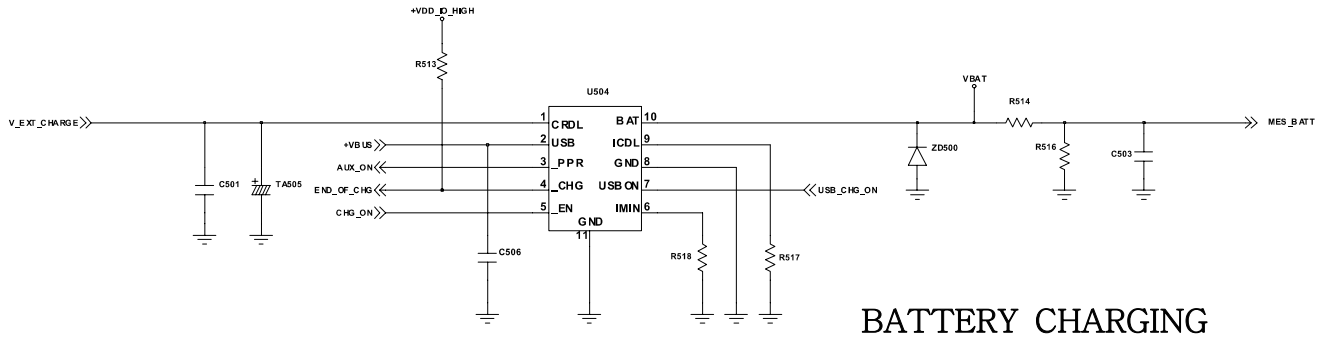 +VDD_IO_HIGH
R513
U504
VBAT
R514
V_EXT_CHARGE
1 CRDL
BAT 10
MES_BATT
+VBUS
2 USB
ICDL 9
ZD500
R516
C503
AUX_ON
3 _PPR
GND 8
C501
+ TA505
END_OF_CHG
4 _CHG
USBON 7
USB_CHG_ON
CHG_ON
5 _EN
IMIN 6
GND
11
C506
R518
R517
BATTERY CHARGING